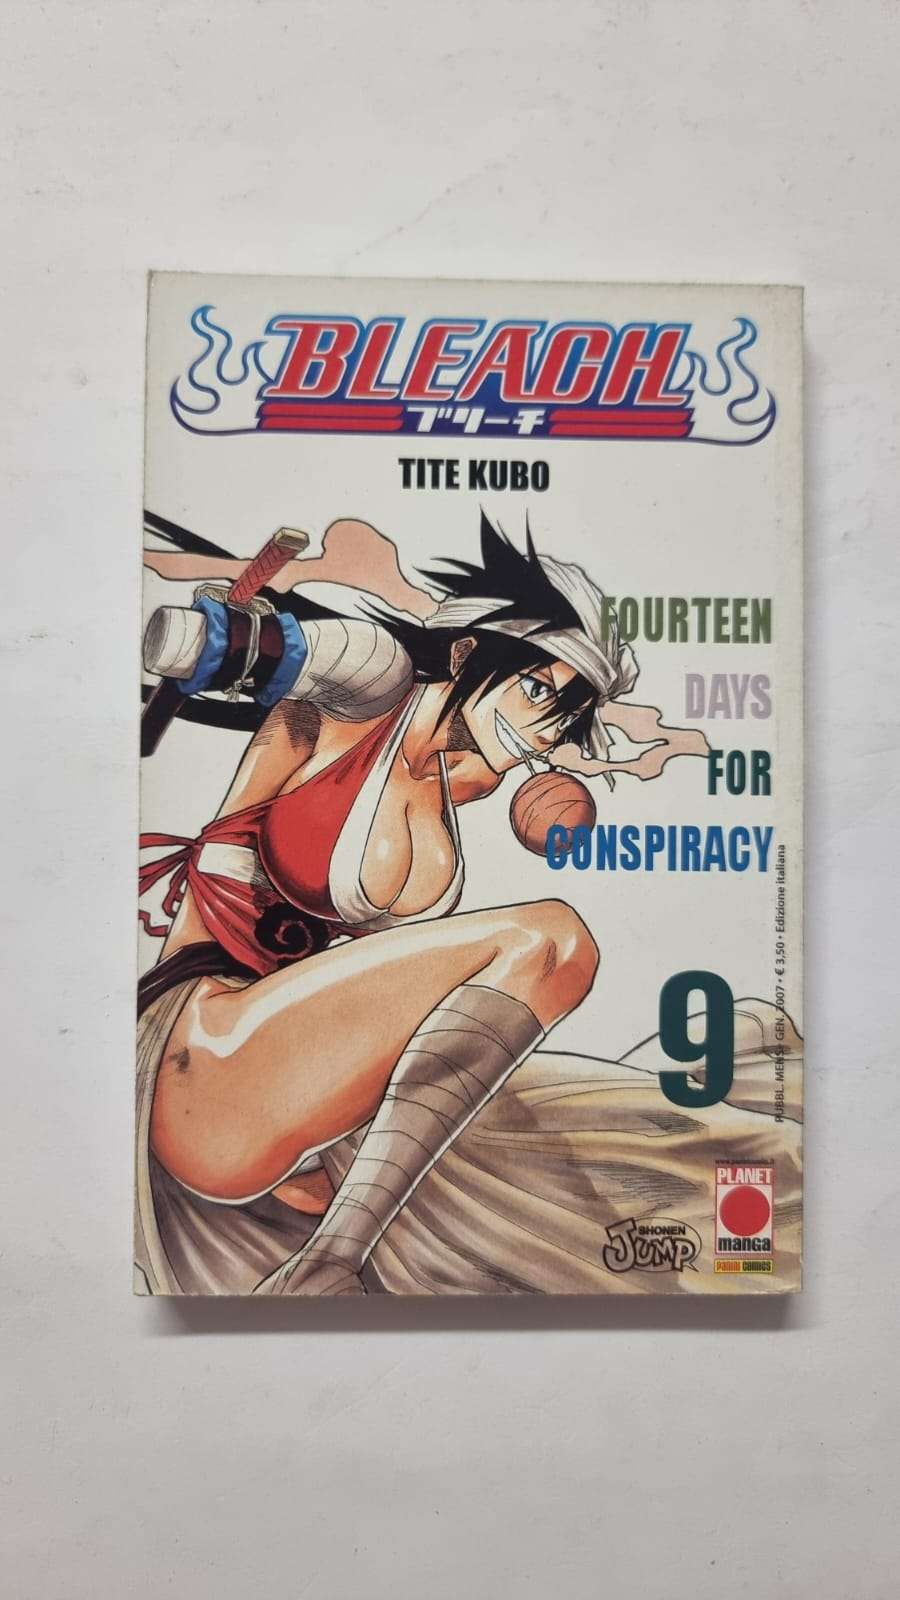 BLEACH
ブリーチ
TITE KUBO
FOURTEEN
DAYS
FOR
CONSPIRACY
9
PUBBL. MENS. • GEN. 2007 • € 3,50 • Edizione italiana
SHONEN
JUMP
PLANET
manga
PANINI COMICS